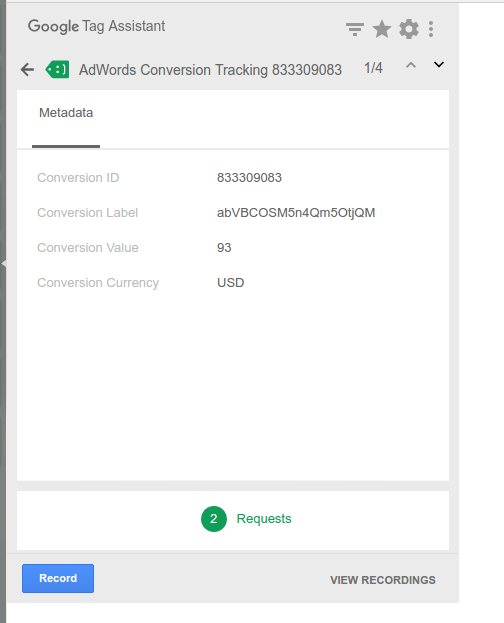 Google Tag Assistant
AdWords Conversion Tracking 833309083 1/4
Metadata
Conversion ID 833309083
Conversion Label abVBCOSM5n4Qm5OtjQM
Conversion Value 93
Conversion Currency USD
2 Requests
Record VIEW RECORDINGS